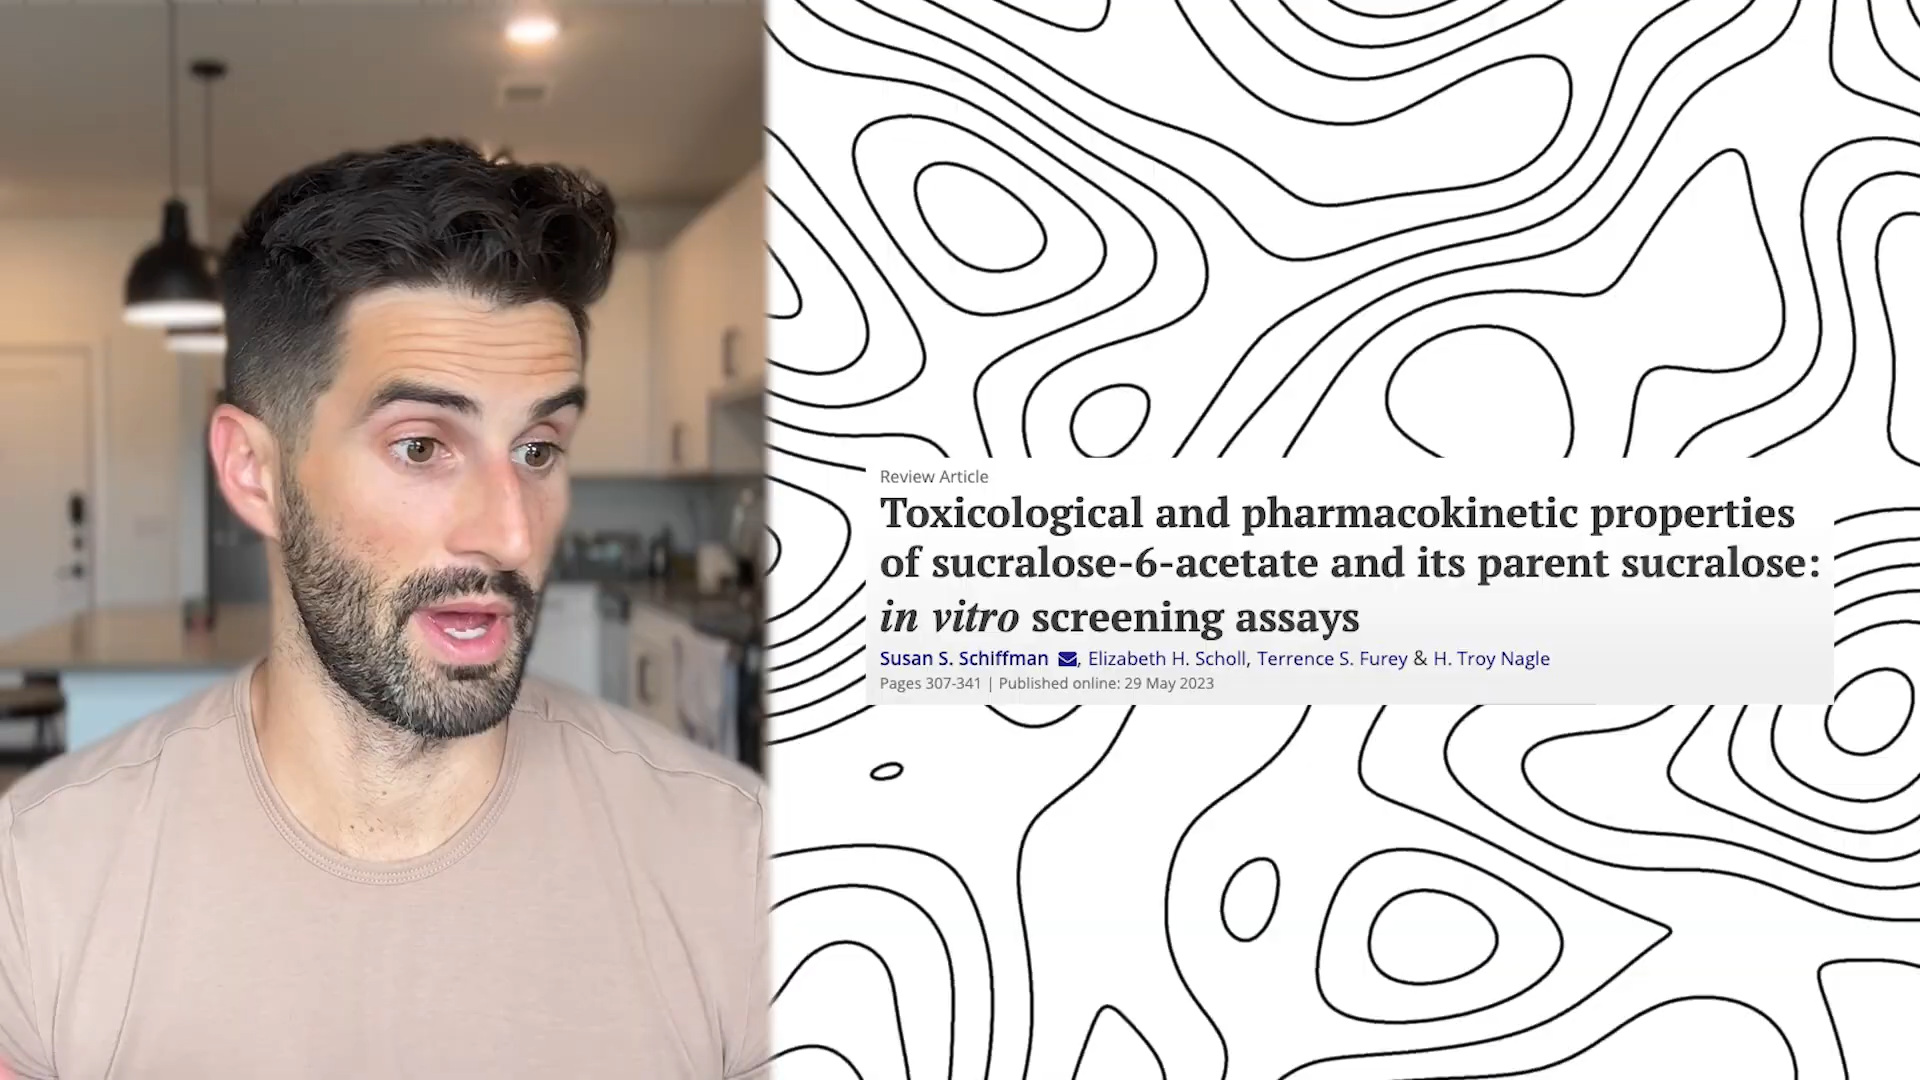 Review Article
Toxicological and pharmacokinetic properties
of sucralose-6-acetate and its parent sucralose:
in vitro screening assays
Susan S. Schiffman , Elizabeth H. Scholl, Terrence S. Furey & H. Troy Nagle
Pages 307-341 | Published online: 29 May 2023